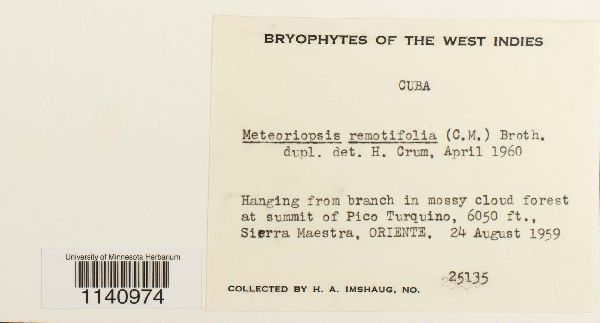 BRYOPHYTES OF THE WEST INDIES
CUBA
Meteoriopsis remotifolia (C.M.) Broth.
dupl. det. H. Crum, April 1960
Hanging from branch in mossy cloud forest
at summit of Pico Turquino, 6050 ft.,
Sierra Maestra, ORIENTE. 24 August 1959
25135
COLLECTED BY H. A. IMSHAUG, NO.
University of Minnesota Herbarium
1140974